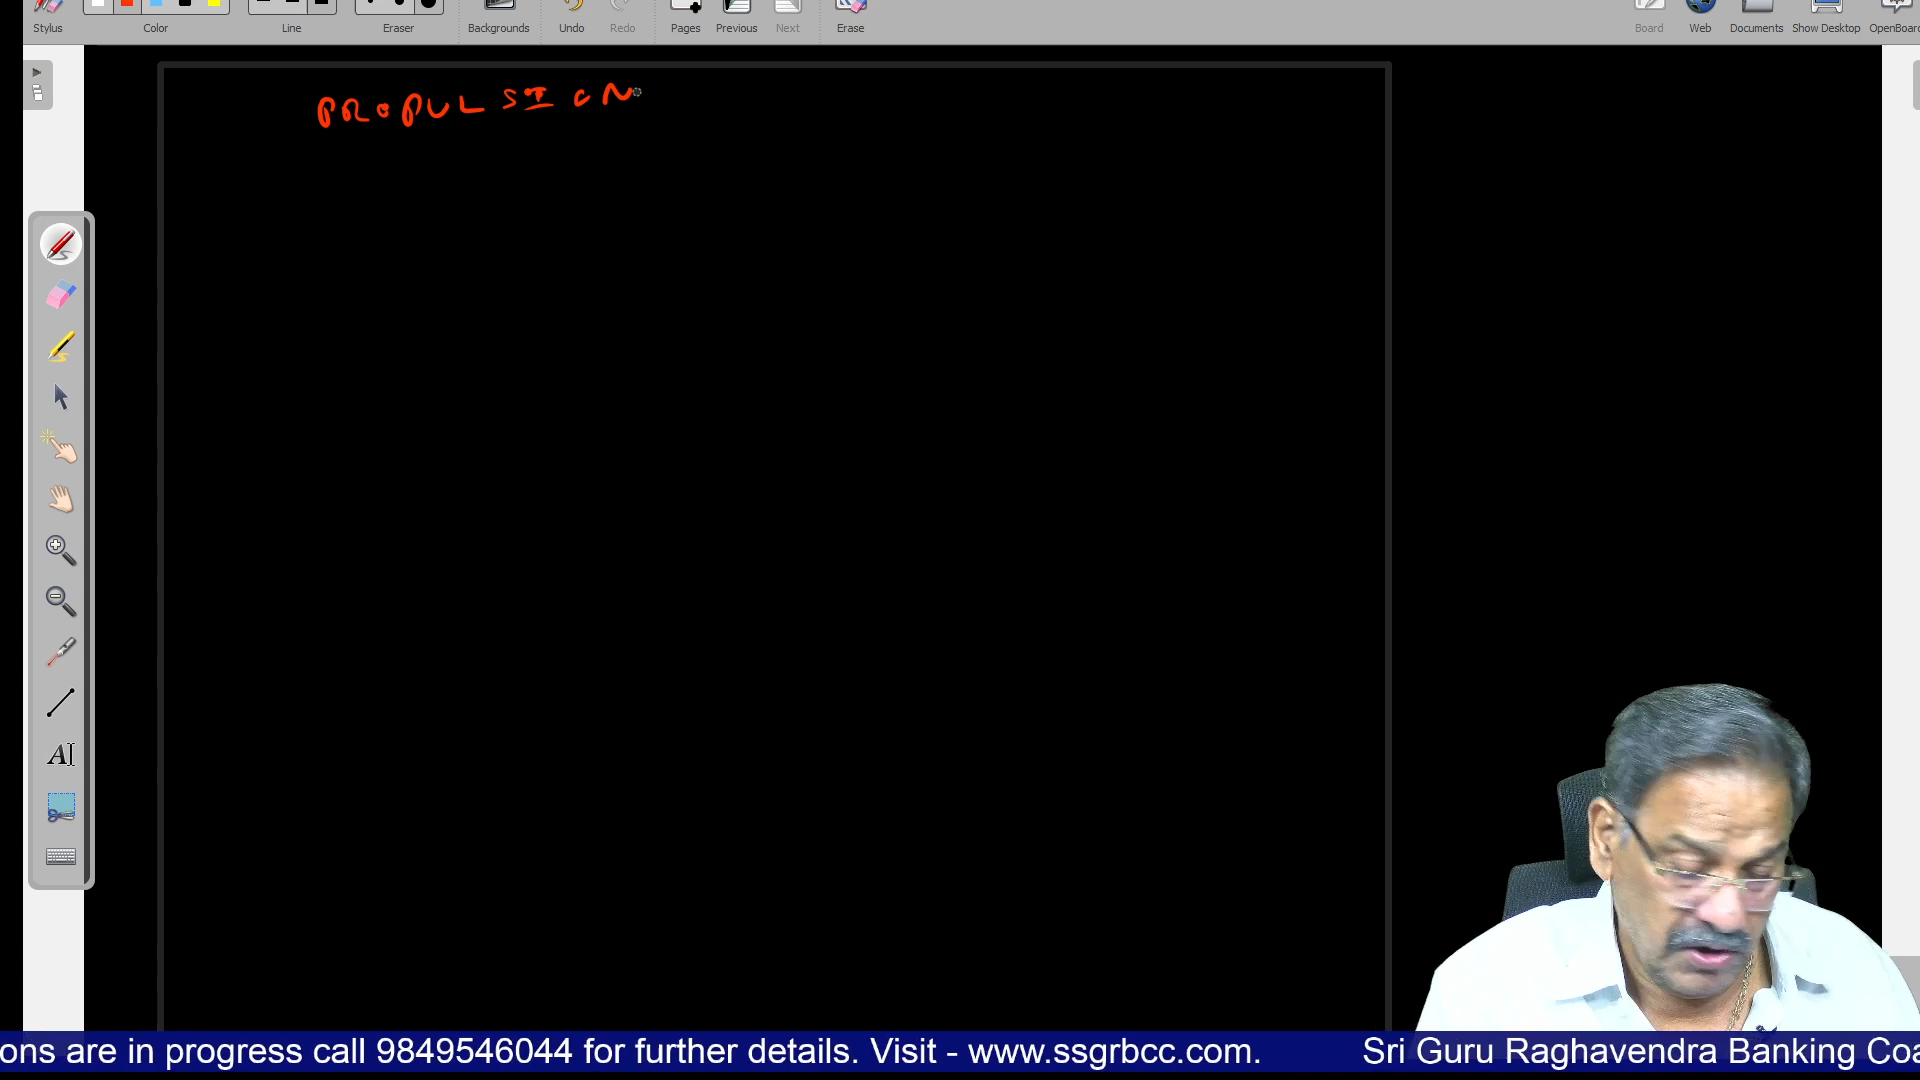 Stylus Color Line Eraser Backgrounds Undo Redo Pages Previous Next Erase Board Web Documents Show Desktop OpenBoard
PROPULSION
ons are in progress call 9849546044 for further details. Visit - www.ssgrbcc.com. Sri Guru Raghavendra Banking Coa